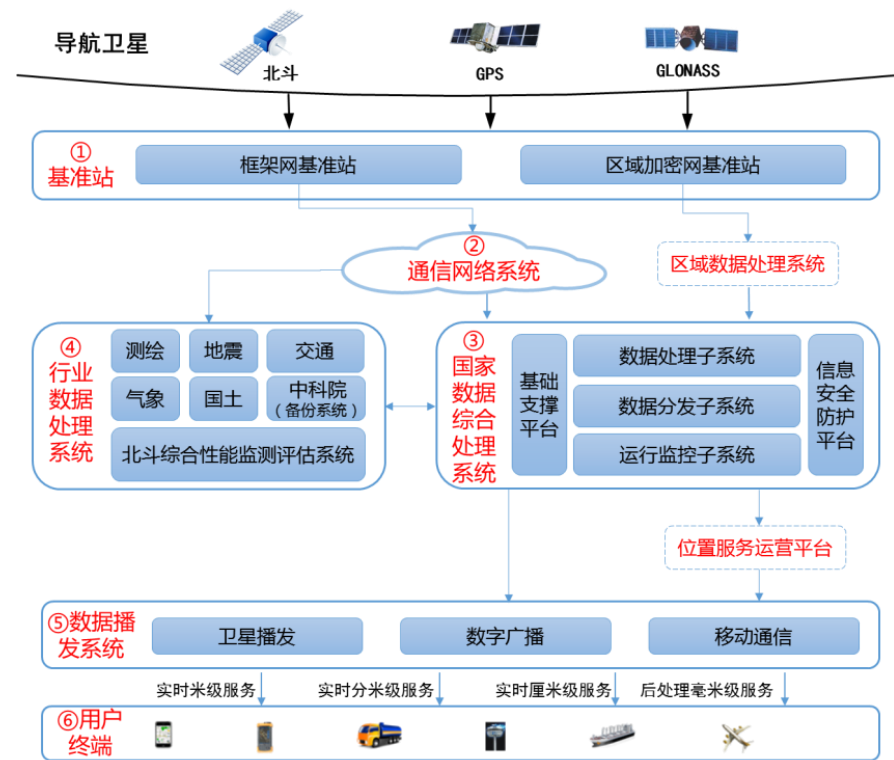 导航卫星
北斗
GPS
GLONASS
①
基准站
框架网基准站
区域加密网基准站
②
通信网络系统
区域数据处理系统
④
行业
数据
处理
系统
测绘
地震
交通
气象
国土
中科院
（备份系统）
北斗综合性能监测评估系统
③
国家
数据
综合
处理
系统
基础
支撑
平台
数据处理子系统
数据分发子系统
运行监控子系统
信息
安全
防护
平台
位置服务运营平台
⑤数据播
发系统
卫星播发
数字广播
移动通信
实时米级服务
实时分米级服务
实时厘米级服务
后处理毫米级服务
⑥用户
终端